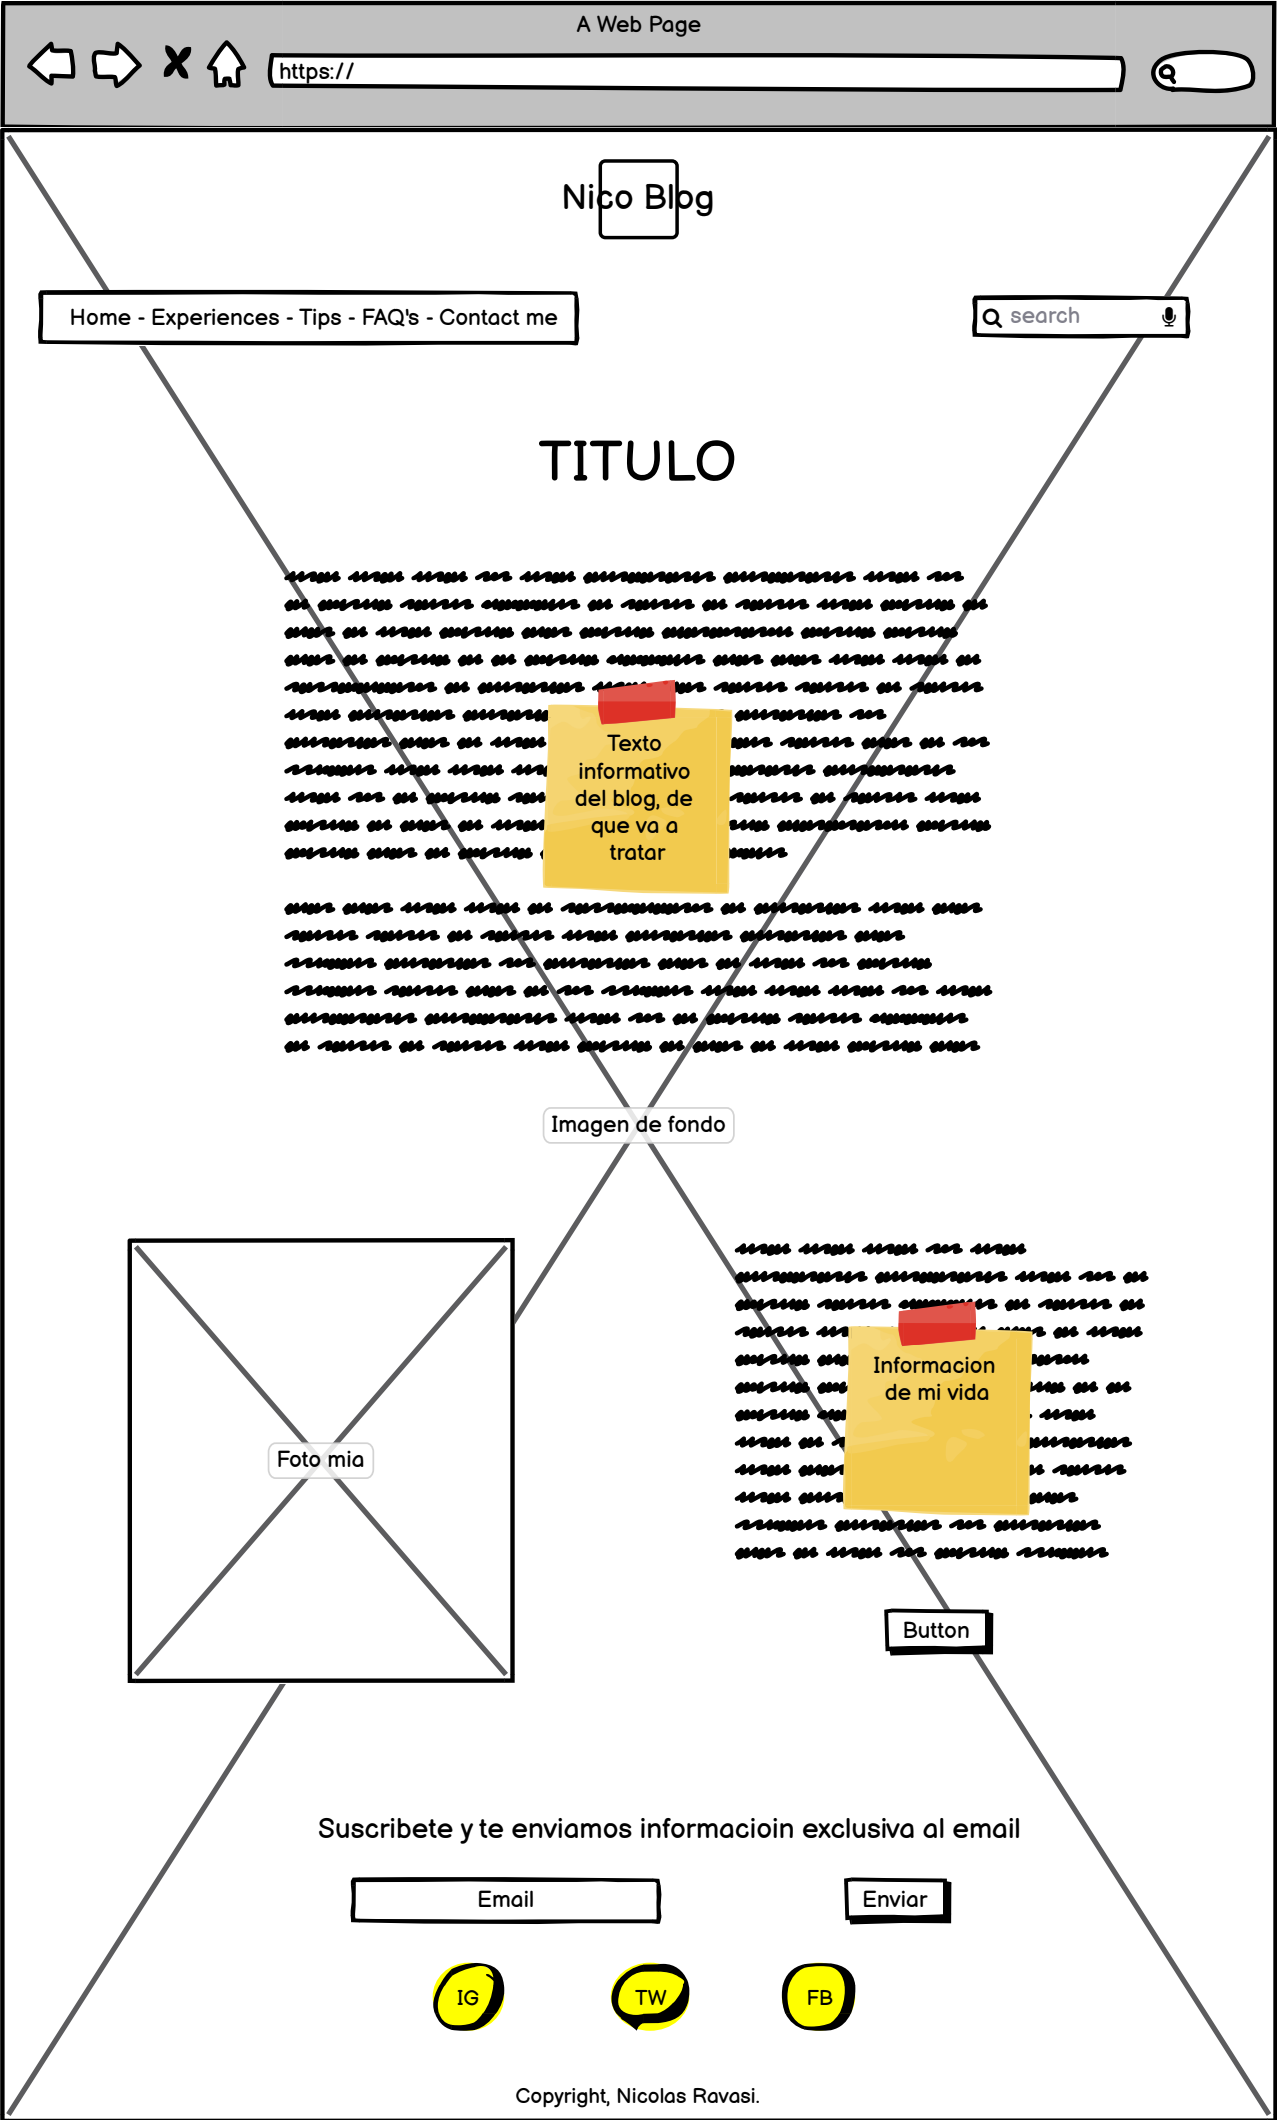 A Web Page
https://
Nico Blog
Home - Experiences - Tips - FAQ's - Contact me
search
TITULO
Texto
informativo
del blog, de
que va a
tratar
Imagen de fondo
Foto mia
Informacion
de mi vida
Button
Suscribete y te enviamos informacioin exclusiva al email
Email
Enviar
IG
TW
FB
Copyright, Nicolas Ravasi.